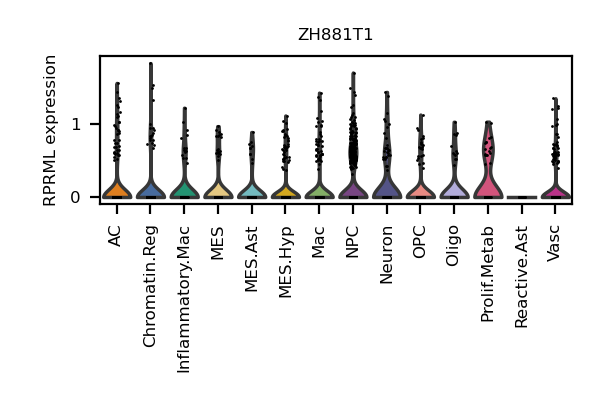 ZH881T1
RPRML expression
1
0
AC
Chromatin.Reg
Inflammatory.Mac
MES
MES.Ast
MES.Hyp
Mac
NPC
Neuron
OPC
Oligo
Prolif.Metab
Reactive.Ast
Vasc